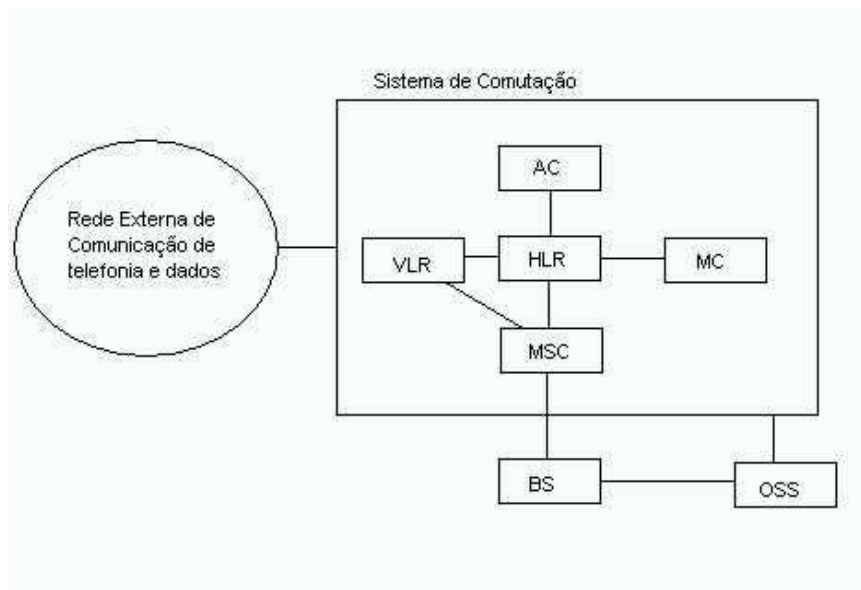 Sistema de Comutação
AC
Rede Externa de
Comunicação de
telefonia e dados
VLR
HLR
MC
MSC
BS
OSS